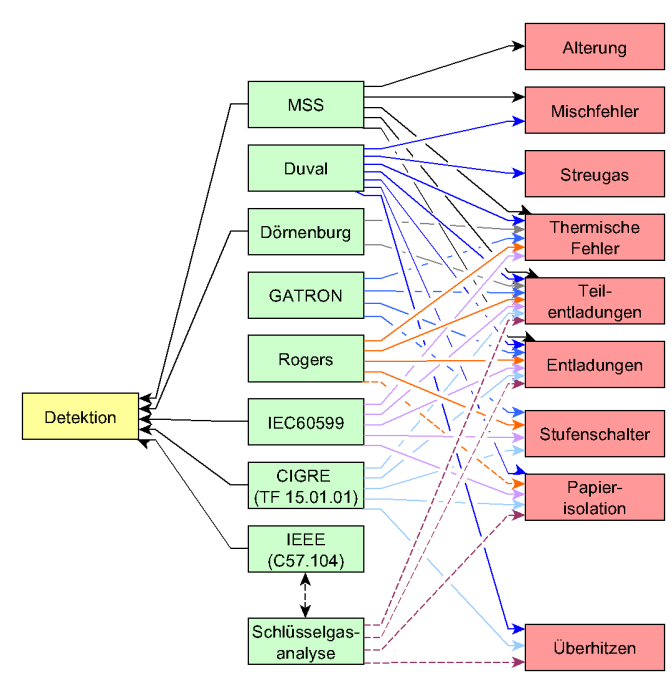 Detektion
MSS
Duval
Dörnenburg
GATRON
Rogers
IEC60599
CIGRE
(TF 15.01.01)
IEEE
(C57.104)
Schlüsselgas-
analyse
Alterung
Mischfehler
Streugas
Thermische
Fehler
Teil-
entladungen
Entladungen
Stufenschalter
Papier-
isolation
Überhitzen